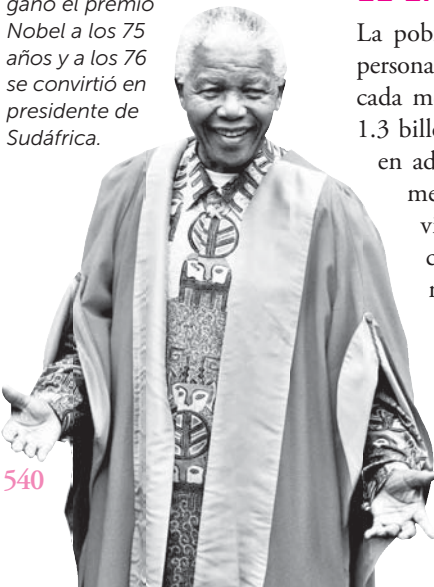 ganó el premio
Nobel a los 75
años y a los 76
se convirtió en
presidente de
Sudáfrica.
La pob
persona
cada m
1.3 bill
en ad
me
v
540